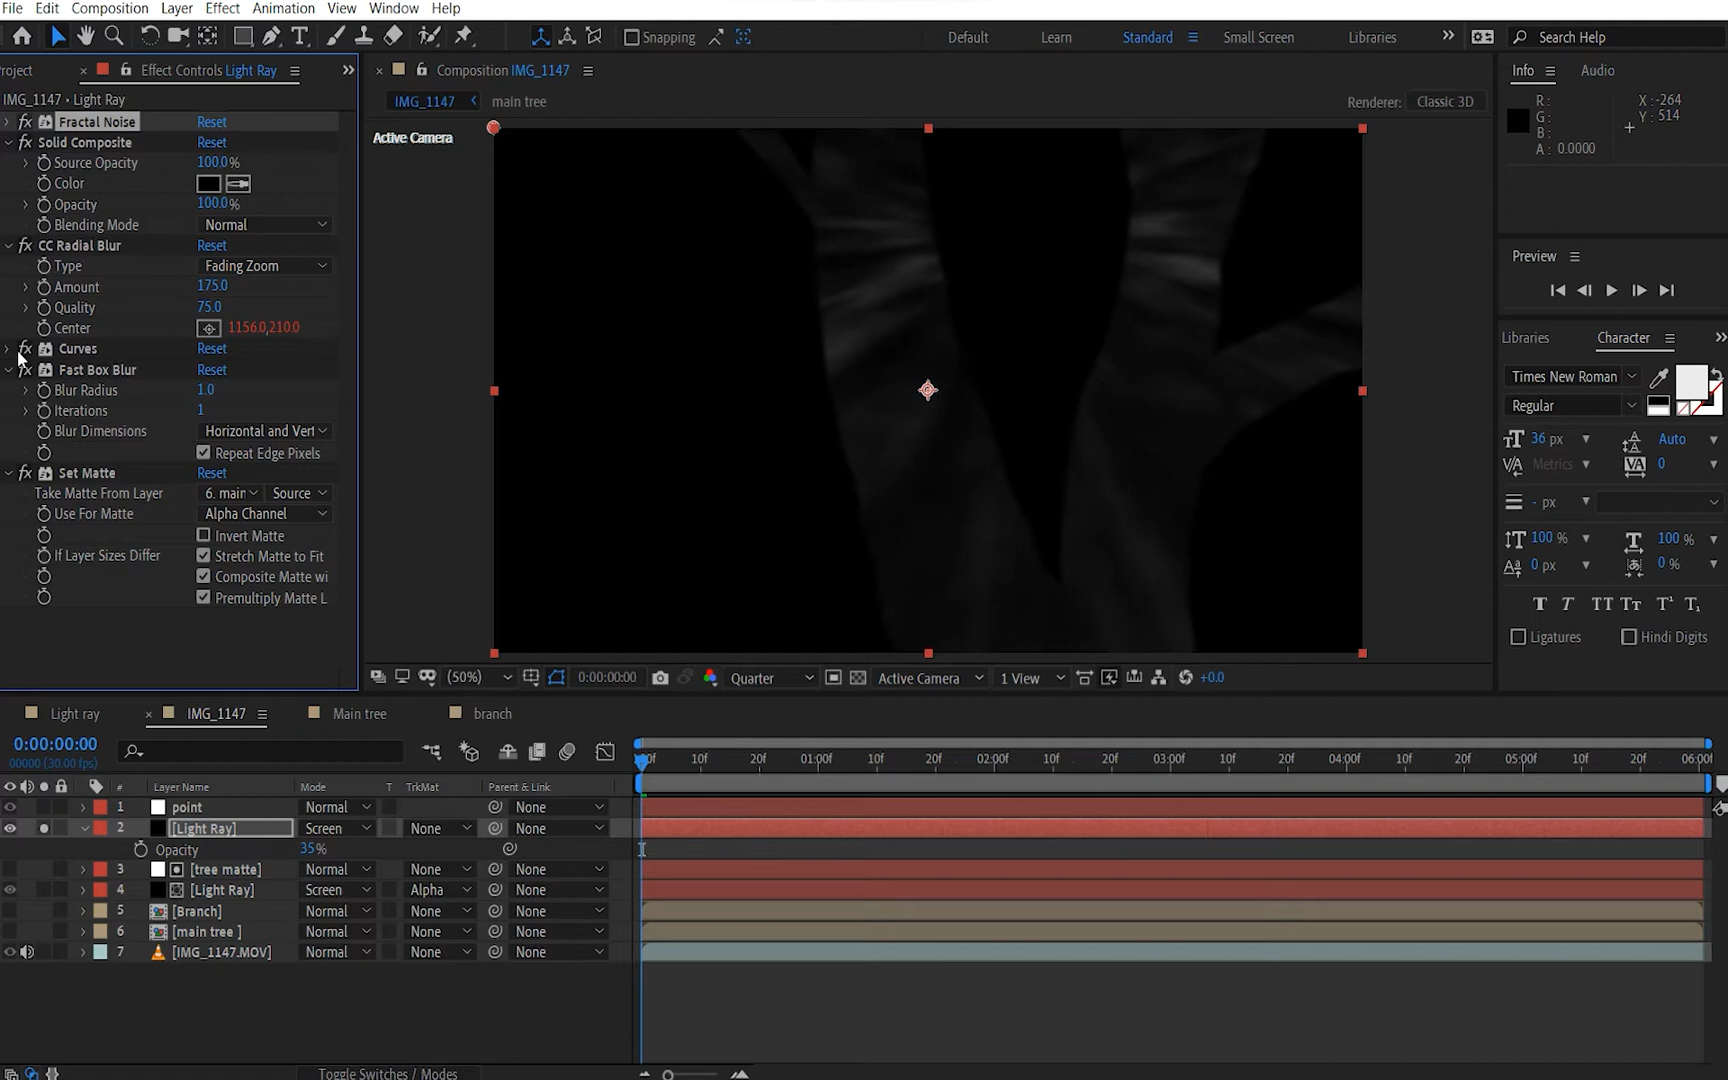 File Edit Composition Layer Effect Animation View Window Help
Snapping
Default Learn Standard Small Screen Libraries Search Help
roject Effect Controls Light Ray
IMG_1147 • Light Ray
Fractal Noise Reset
Solid Composite Reset
Source Opacity 100.0%
Color
Opacity 100.0%
Blending Mode Normal
CC Radial Blur Reset
Type Fading Zoom
Amount 175.0
Quality 75.0
Center 1156.0,210.0
Curves Reset
Fast Box Blur Reset
Blur Radius 1.0
Iterations 1
Blur Dimensions Horizontal and Vert
Repeat Edge Pixels
Set Matte Reset
Take Matte From Layer 6. main Source
Use For Matte Alpha Channel
Invert Matte
If Layer Sizes Differ Stretch Matte to Fit
Composite Matte wi
Premultiply Matte L
Composition IMG_1147
IMG_1147 main tree
Renderer: Classic 3D
Active Camera
(50%) 0:00:00:00 Quarter Active Camera 1 View +0.0
Info Audio
R: X: -264
G: Y: 514
B:
A: 0.0000
Preview
Libraries Character
Times New Roman
Regular
36 px Auto
Metrics 0
- px
100 % 100 %
0 px 0 %
T T TT Tt T¹ T₁
Ligatures Hindi Digits
Light ray IMG_1147 Main tree branch
0:00:00:00
00000 (30.00 fps)
:00f 10f 20f 01:00f 10f 20f 02:00f 10f 20f 03:00f 10f 20f 04:00f 10f 20f 05:00f 10f 20f 06:00f
# Layer Name Mode T TrkMat Parent & Link
1 point Normal None
2 [Light Ray] Screen None None
Opacity 35%
3 [tree matte] Normal None None
4 [Light Ray] Screen Alpha None
5 [Branch] Normal None None
6 [main tree ] Normal None None
7 [IMG_1147.MOV] Normal None None
Toggle Switches / Modes